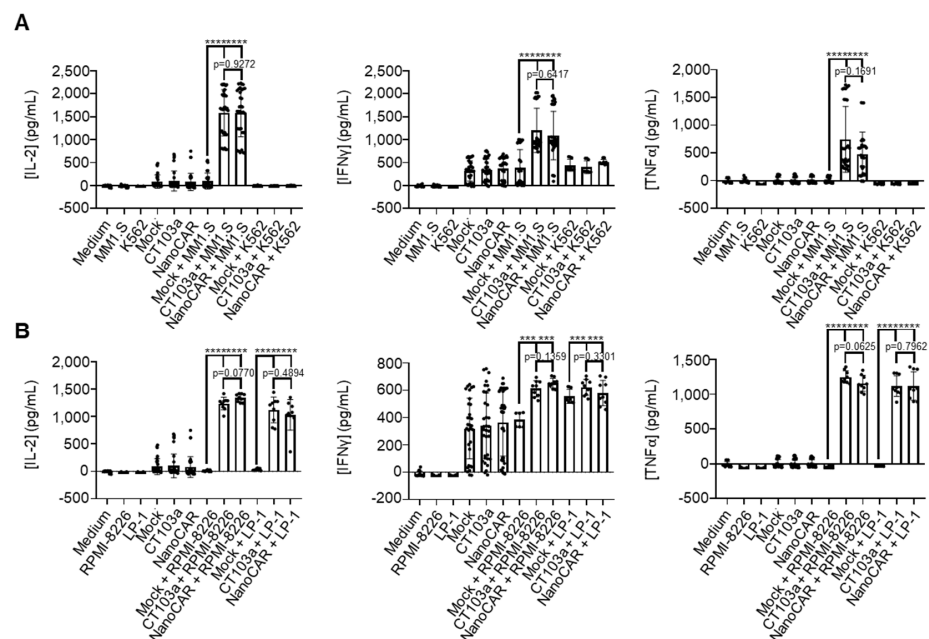 A
********
p=0.9272
2,500
2,000
1,500
1,000
500
0
-500
[IL-2] (pg/mL)
Medium
MM1.S
K562
Mock
CT103a
NanoCAR
Mock + MM1.S
CT103a + MM1.S
NanoCAR + MM1.S
Mock + K562
CT103a + K562
NanoCAR + K562
********
p=0.6417
2,500
2,000
1,500
1,000
500
0
-500
[IFNγ] (pg/mL)
Medium
MM1.S
K562
Mock
CT103a
NanoCAR
Mock + MM1.S
CT103a + MM1.S
NanoCAR + MM1.S
Mock + K562
CT103a + K562
NanoCAR + K562
********
p=0.1691
2,000
1,500
1,000
500
0
-500
[TNFα] (pg/mL)
Medium
MM1.S
K562
Mock
CT103a
NanoCAR
Mock + MM1.S
CT103a + MM1.S
NanoCAR + MM1.S
Mock + K562
CT103a + K562
NanoCAR + K562
B
******** ********
p=0.0770 p=0.4894
2,000
1,500
1,000
500
0
-500
[IL-2] (pg/mL)
Medium
RPMI-8226
LP-1
Mock
CT103a
NanoCAR
Mock + RPMI-8226
CT103a + RPMI-8226
NanoCAR + RPMI-8226
Mock + LP-1
CT103a + LP-1
NanoCAR + LP-1
*** *** *** ***
p=0.1359 p=0.3301
800
600
400
200
0
-200
[IFNγ] (pg/mL)
Medium
RPMI-8226
LP-1
Mock
CT103a
NanoCAR
Mock + RPMI-8226
CT103a + RPMI-8226
NanoCAR + RPMI-8226
Mock + LP-1
CT103a + LP-1
NanoCAR + LP-1
******** ********
p=0.0625 p=0.7962
1,500
1,000
500
0
-500
[TNFα] (pg/mL)
Medium
RPMI-8226
LP-1
Mock
CT103a
NanoCAR
Mock + RPMI-8226
CT103a + RPMI-8226
NanoCAR + RPMI-8226
Mock + LP-1
CT103a + LP-1
NanoCAR + LP-1